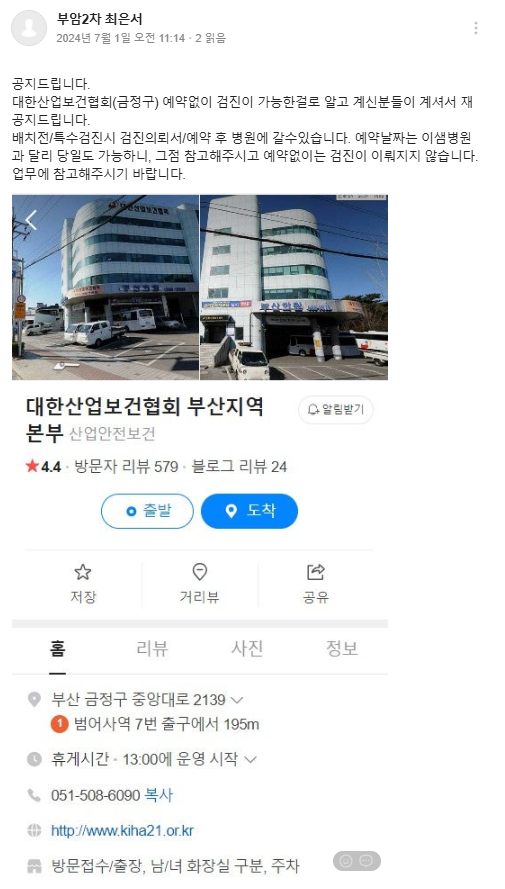 부암2차 최은서
2024년 7월 1일 오전 11:14 · 2 읽음
공지드립니다.
대한산업보건협회(금정구) 예약없이 검진이 가능한걸로 알고 계신분들이 계셔서 재
공지드립니다.
배치전/특수검진시 검진의뢰서/예약 후 병원에 갈수있습니다. 예약날짜는 이샘병원
과 달리 당일도 가능하니, 그점 참고해주시고 예약없이는 검진이 이뤄지지 않습니다.
업무에 참고해주시기 바랍니다.
대한산업보건협회
부산의원
대한산업보건협회 부산지역
본부 산업안전보건
알림받기
★4.4 · 방문자 리뷰 579 · 블로그 리뷰 24
출발
도착
저장
거리뷰
공유
홈
리뷰
사진
정보
부산 금정구 중앙대로 2139
1 범어사역 7번 출구에서 195m
휴게시간 · 13:00에 운영 시작
051-508-6090 복사
http://www.kiha21.or.kr
방문접수/출장, 남/녀 화장실 구분, 주차